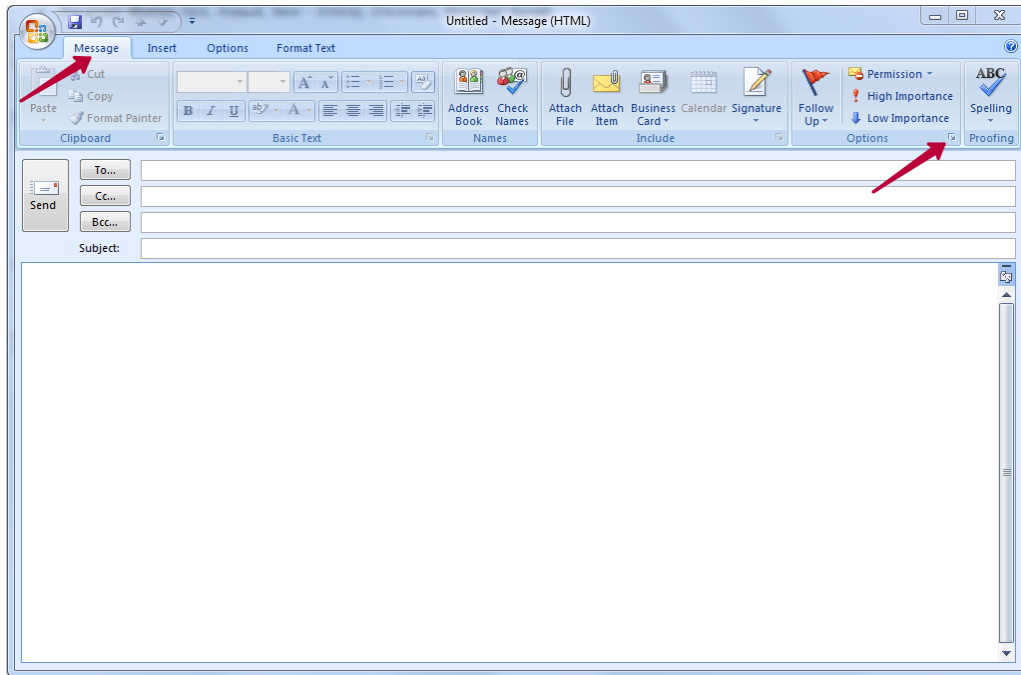 Untitled - Message (HTML)
Message Insert Options Format Text
Cut
Copy
Format Painter
Paste
Clipboard
B I U ab A
A A
Basic Text
Address Book
Check Names
Names
Attach File
Attach Item
Business Card
Calendar
Signature
Include
Follow Up
Permission
High Importance
Low Importance
Options
ABC
Spelling
Proofing
Send
To...
Cc...
Bcc...
Subject: